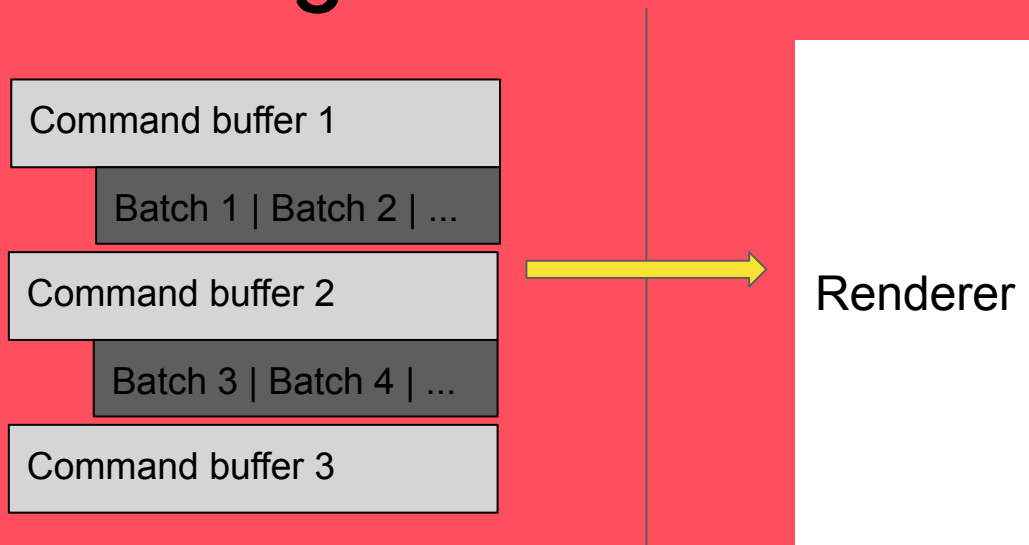 Command buffer 1
Batch 1 | Batch 2 | ...
Command buffer 2
Renderer
Batch 3 | Batch 4 | ...
Command buffer 3